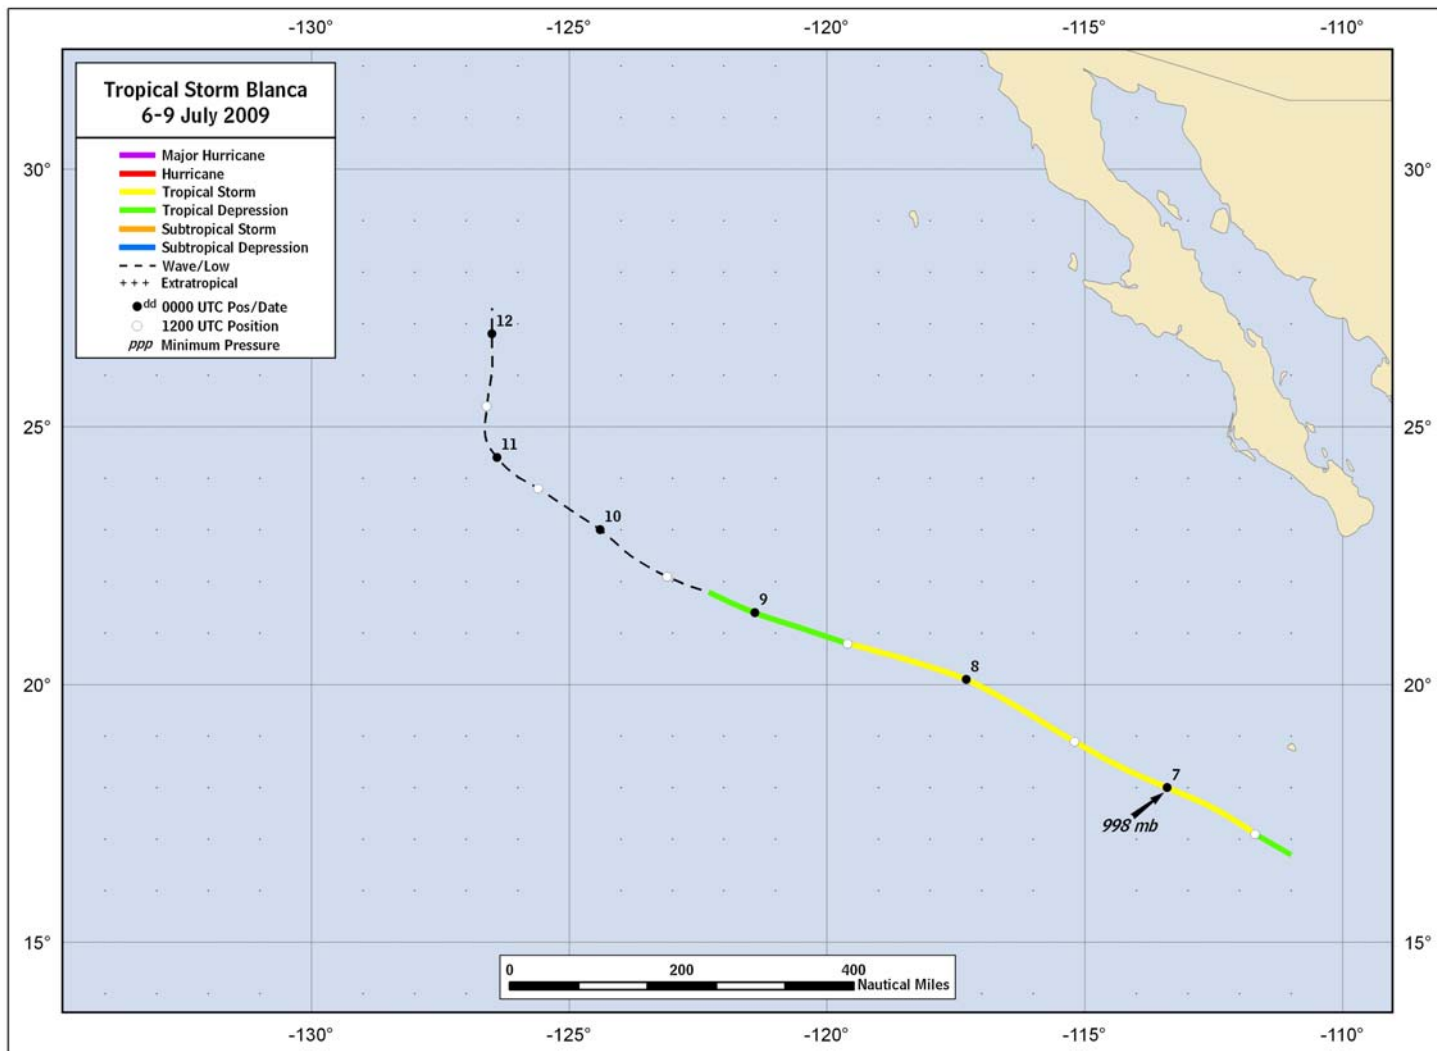 -130° -125° -120° -115° -110°
Tropical Storm Blanca
6-9 July 2009
Major Hurricane
Hurricane
Tropical Storm
Tropical Depression
Subtropical Storm
Subtropical Depression
Wave/Low
+++ Extratropical
dd 0000 UTC Pos/Date
1200 UTC Position
ppp Minimum Pressure
30° 30°
12
25° 25°
11
10
9
8
20° 20°
7
998 mb
15° 15°
0 200 400
Nautical Miles
-130° -125° -120° -115° -110°